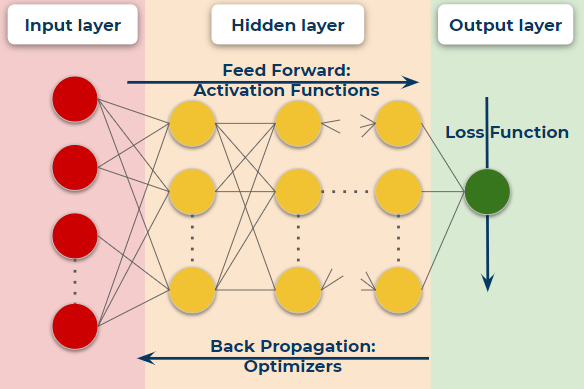 Input layer
Hidden layer
Output layer
Feed Forward:
Activation Functions
Loss Function
Back Propagation:
Optimizers